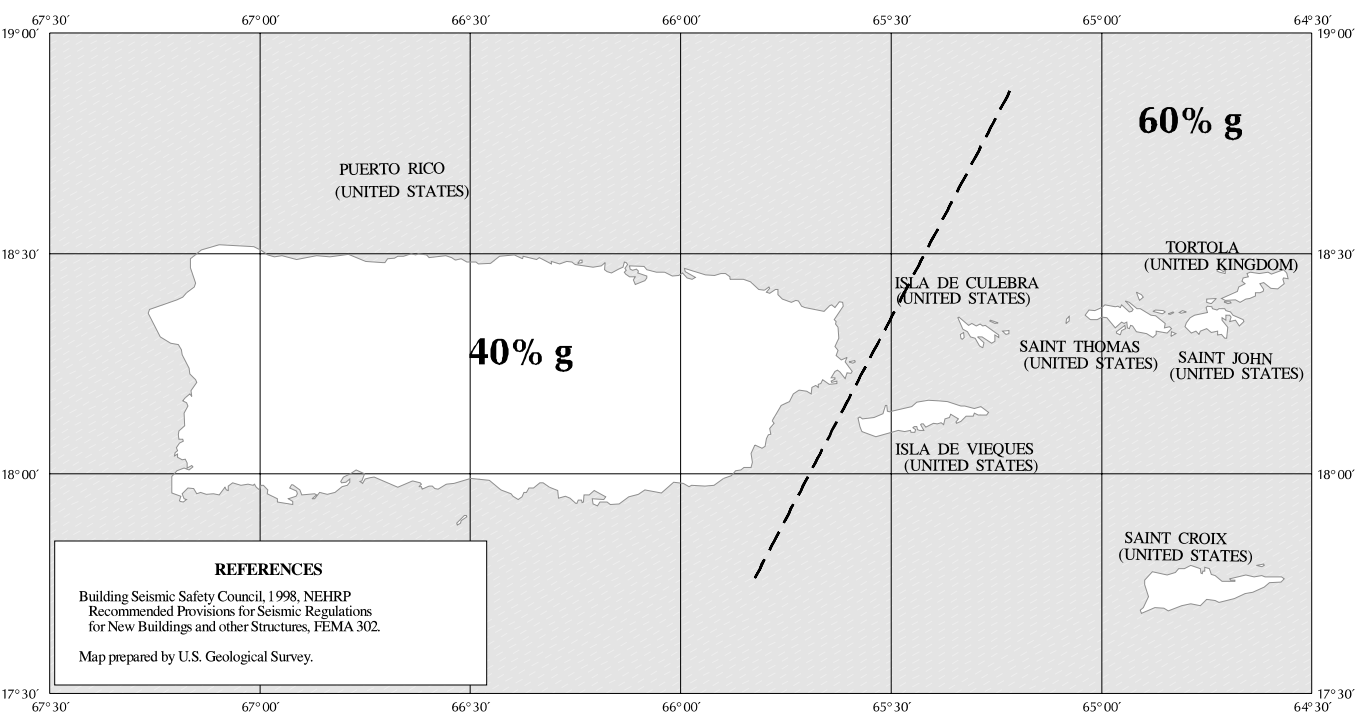 67° 30′ 67° 00′ 66° 30′ 66° 00′ 65° 30′ 65° 00′ 64° 30′
19° 00′ 19° 00′
60% g
PUERTO RICO
(UNITED STATES)
18° 30′ 18° 30′
TORTOLA
(UNITED KINGDOM)
ISLA DE CULEBRA
(UNITED STATES)
40% g
SAINT THOMAS
(UNITED STATES)
SAINT JOHN
(UNITED STATES)
ISLA DE VIEQUES
(UNITED STATES)
18° 00′ 18° 00′
SAINT CROIX
(UNITED STATES)
REFERENCES
Building Seismic Safety Council, 1998, NEHRP
Recommended Provisions for Seismic Regulations
for New Buildings and other Structures, FEMA 302.
Map prepared by U.S. Geological Survey.
17° 30′ 17° 30′
67° 30′ 67° 00′ 66° 30′ 66° 00′ 65° 30′ 65° 00′ 64° 30′